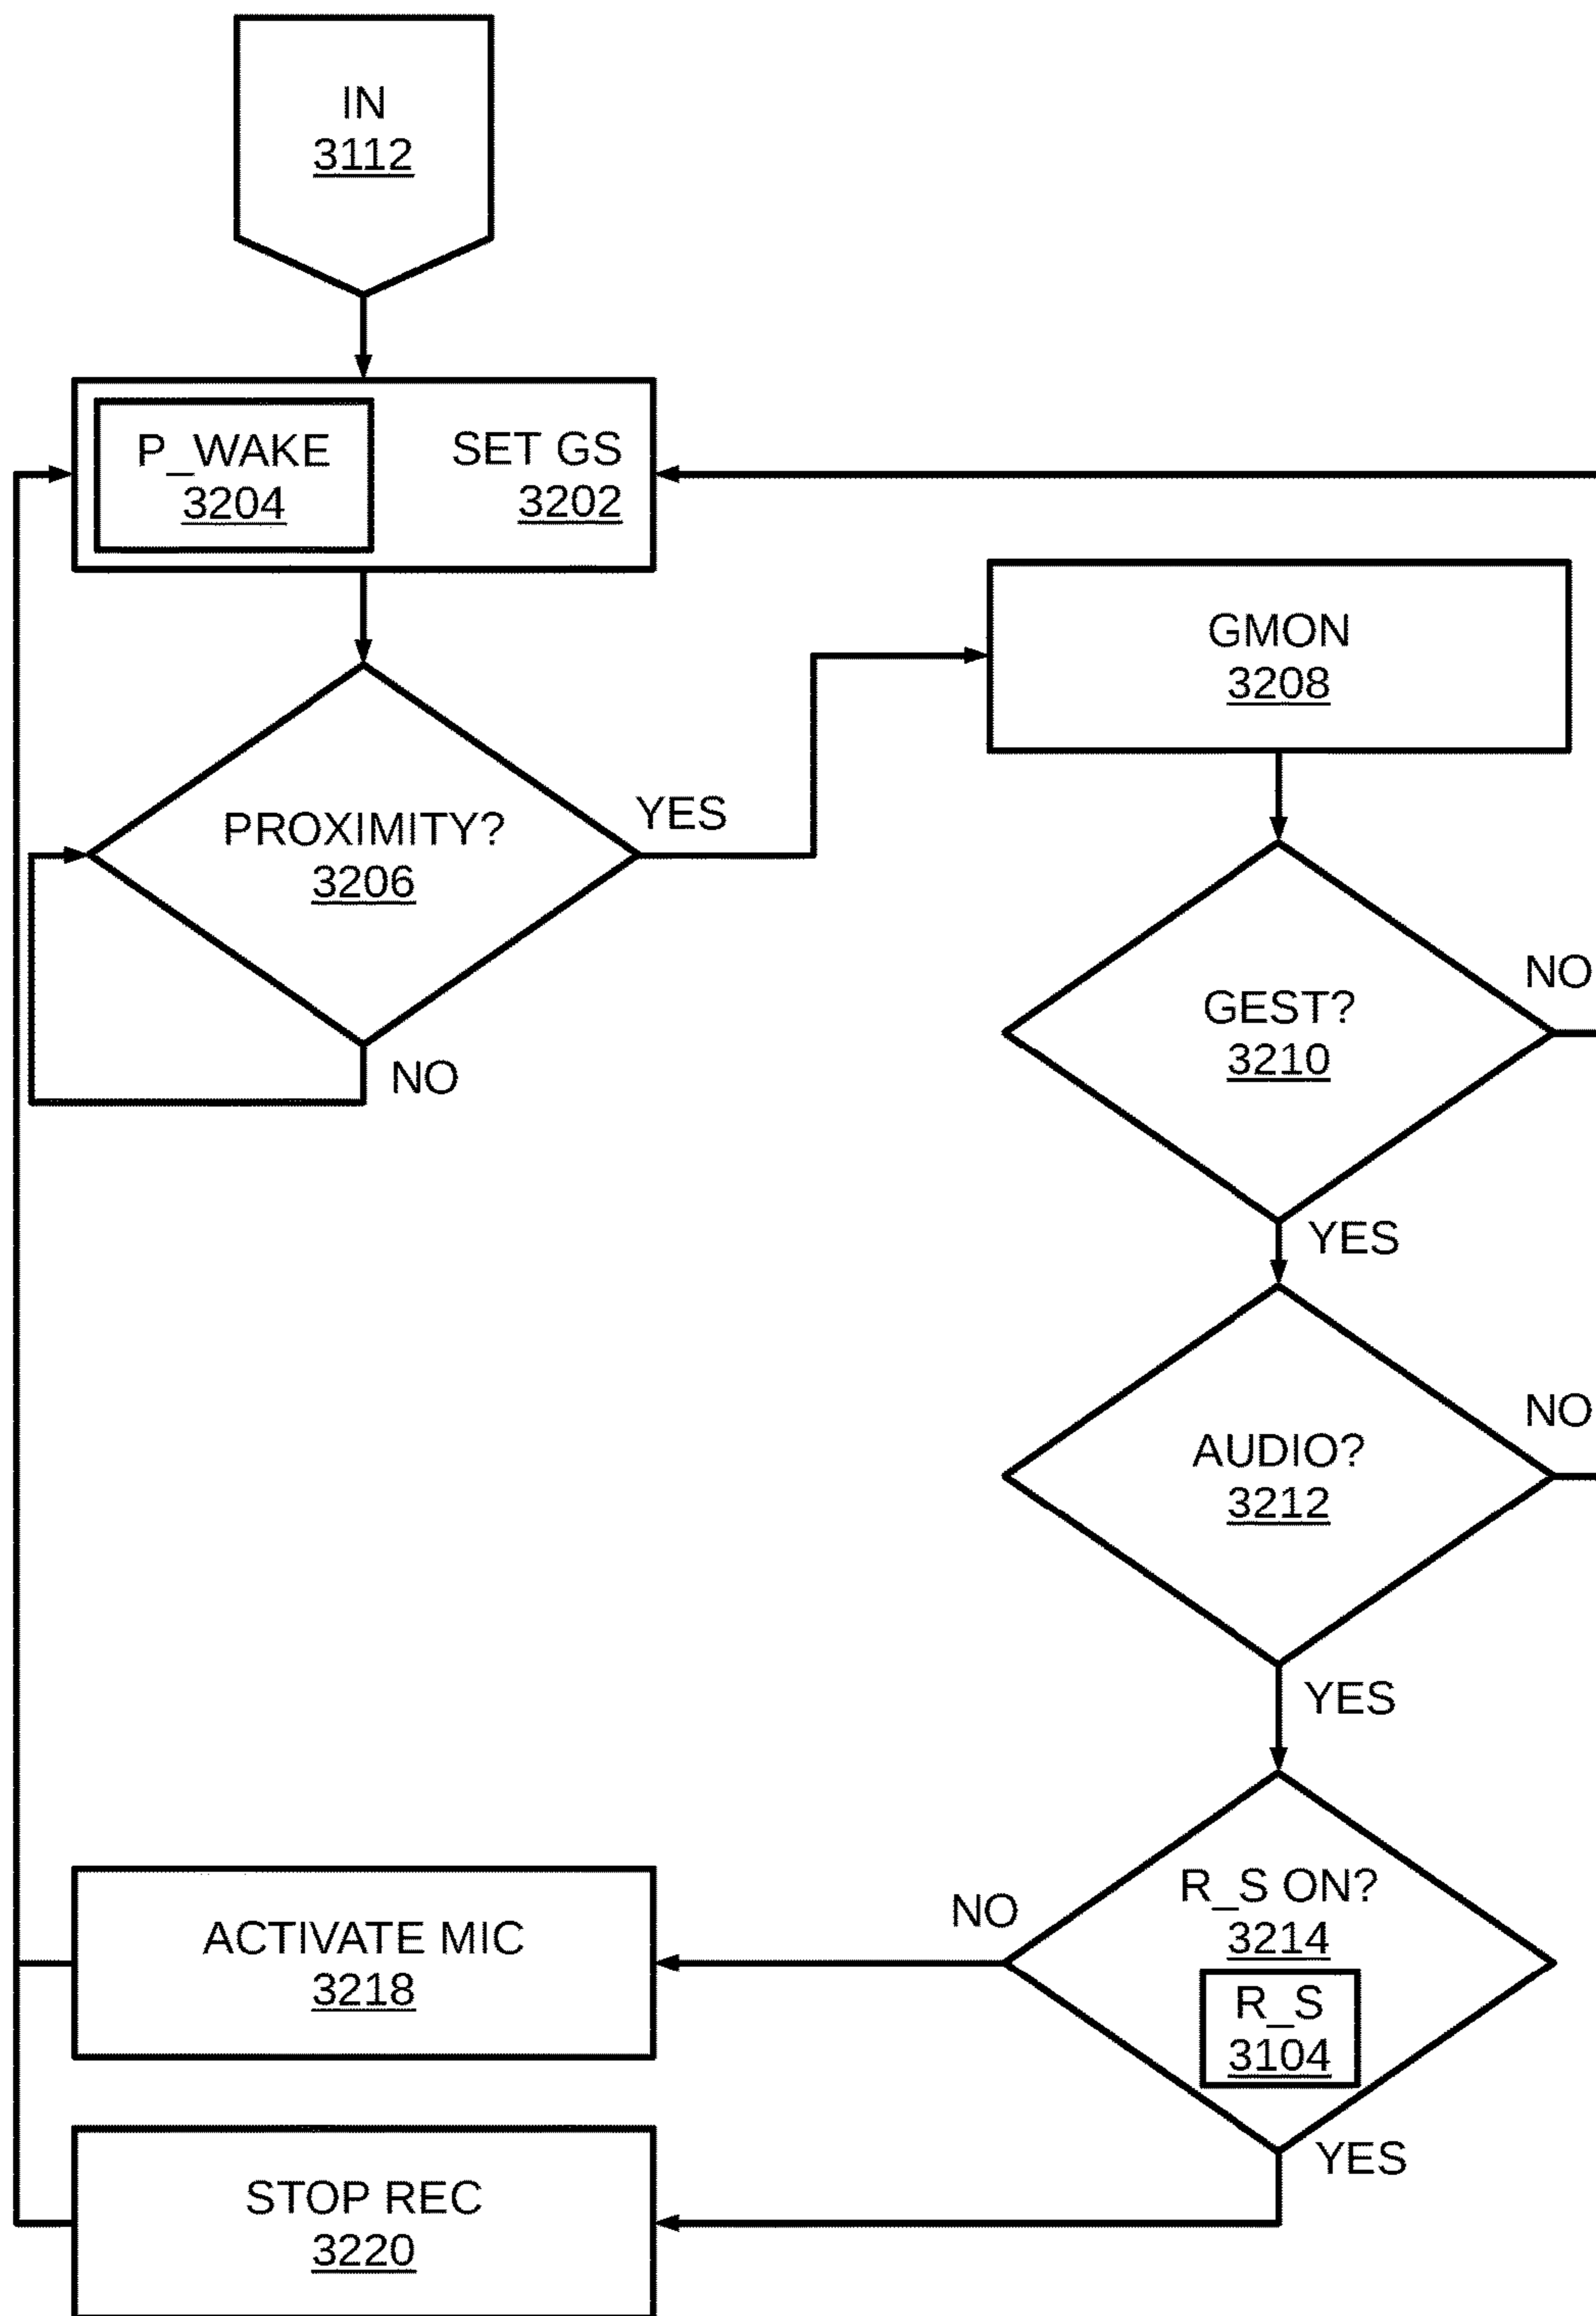 IN
3112
P_WAKE
3204
SET GS
3202
GMON
3208
PROXIMITY?
3206
YES
NO
GEST?
3210
NO
YES
AUDIO?
3212
NO
YES
R_S ON?
3214
R_S
3104
NO
YES
ACTIVATE MIC
3218
STOP REC
3220